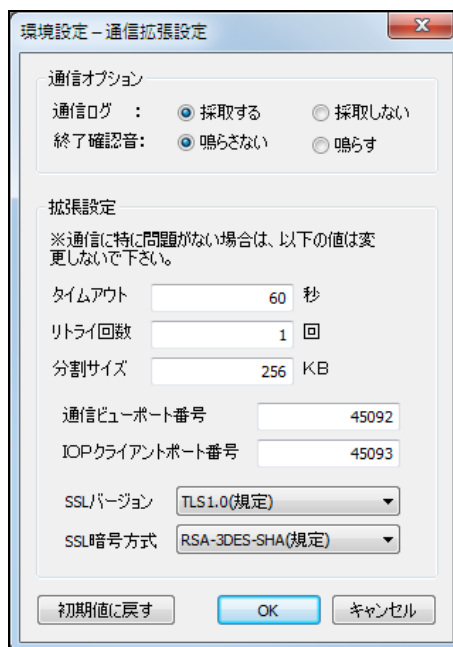 環境設定 – 通信拡張設定
通信オプション
通信ログ : 採取する 採取しない
終了確認音: 鳴らさない 鳴らす
拡張設定
※通信に特に問題がない場合は、以下の値は変
更しないで下さい。
タイムアウト 60 秒
リトライ回数 1 回
分割サイズ 256 KB
通信ビューポート番号 45092
IOPクライアントポート番号 45093
SSLバージョン TLS1.0(規定)
SSL暗号方式 RSA-3DES-SHA(規定)
初期値に戻す OK キャンセル